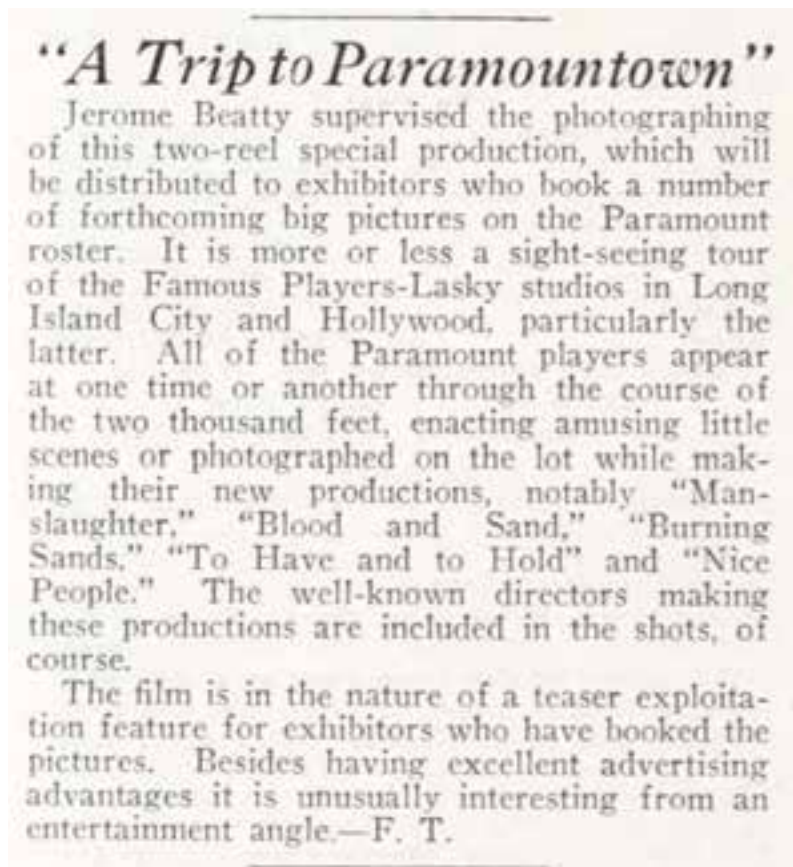 “A Trip to Paramountown”
Jerome Beatty supervised the photographing
of this two-reel special production, which will
be distributed to exhibitors who book a number
of forthcoming big pictures on the Paramount
roster. It is more or less a sight-seeing tour
of the Famous Players-Lasky studios in Long
Island City and Hollywood, particularly the
latter. All of the Paramount players appear
at one time or another through the course of
the two thousand feet, enacting amusing little
scenes or photographed on the lot while mak-
ing their new productions, notably “Man-
slaughter,” “Blood and Sand,” “Burning
Sands,” “To Have and to Hold” and “Nice
People.” The well-known directors making
these productions are included in the shots, of
course.
The film is in the nature of a teaser exploita-
tion feature for exhibitors who have booked the
pictures. Besides having excellent advertising
advantages it is unusually interesting from an
entertainment angle.—F. T.